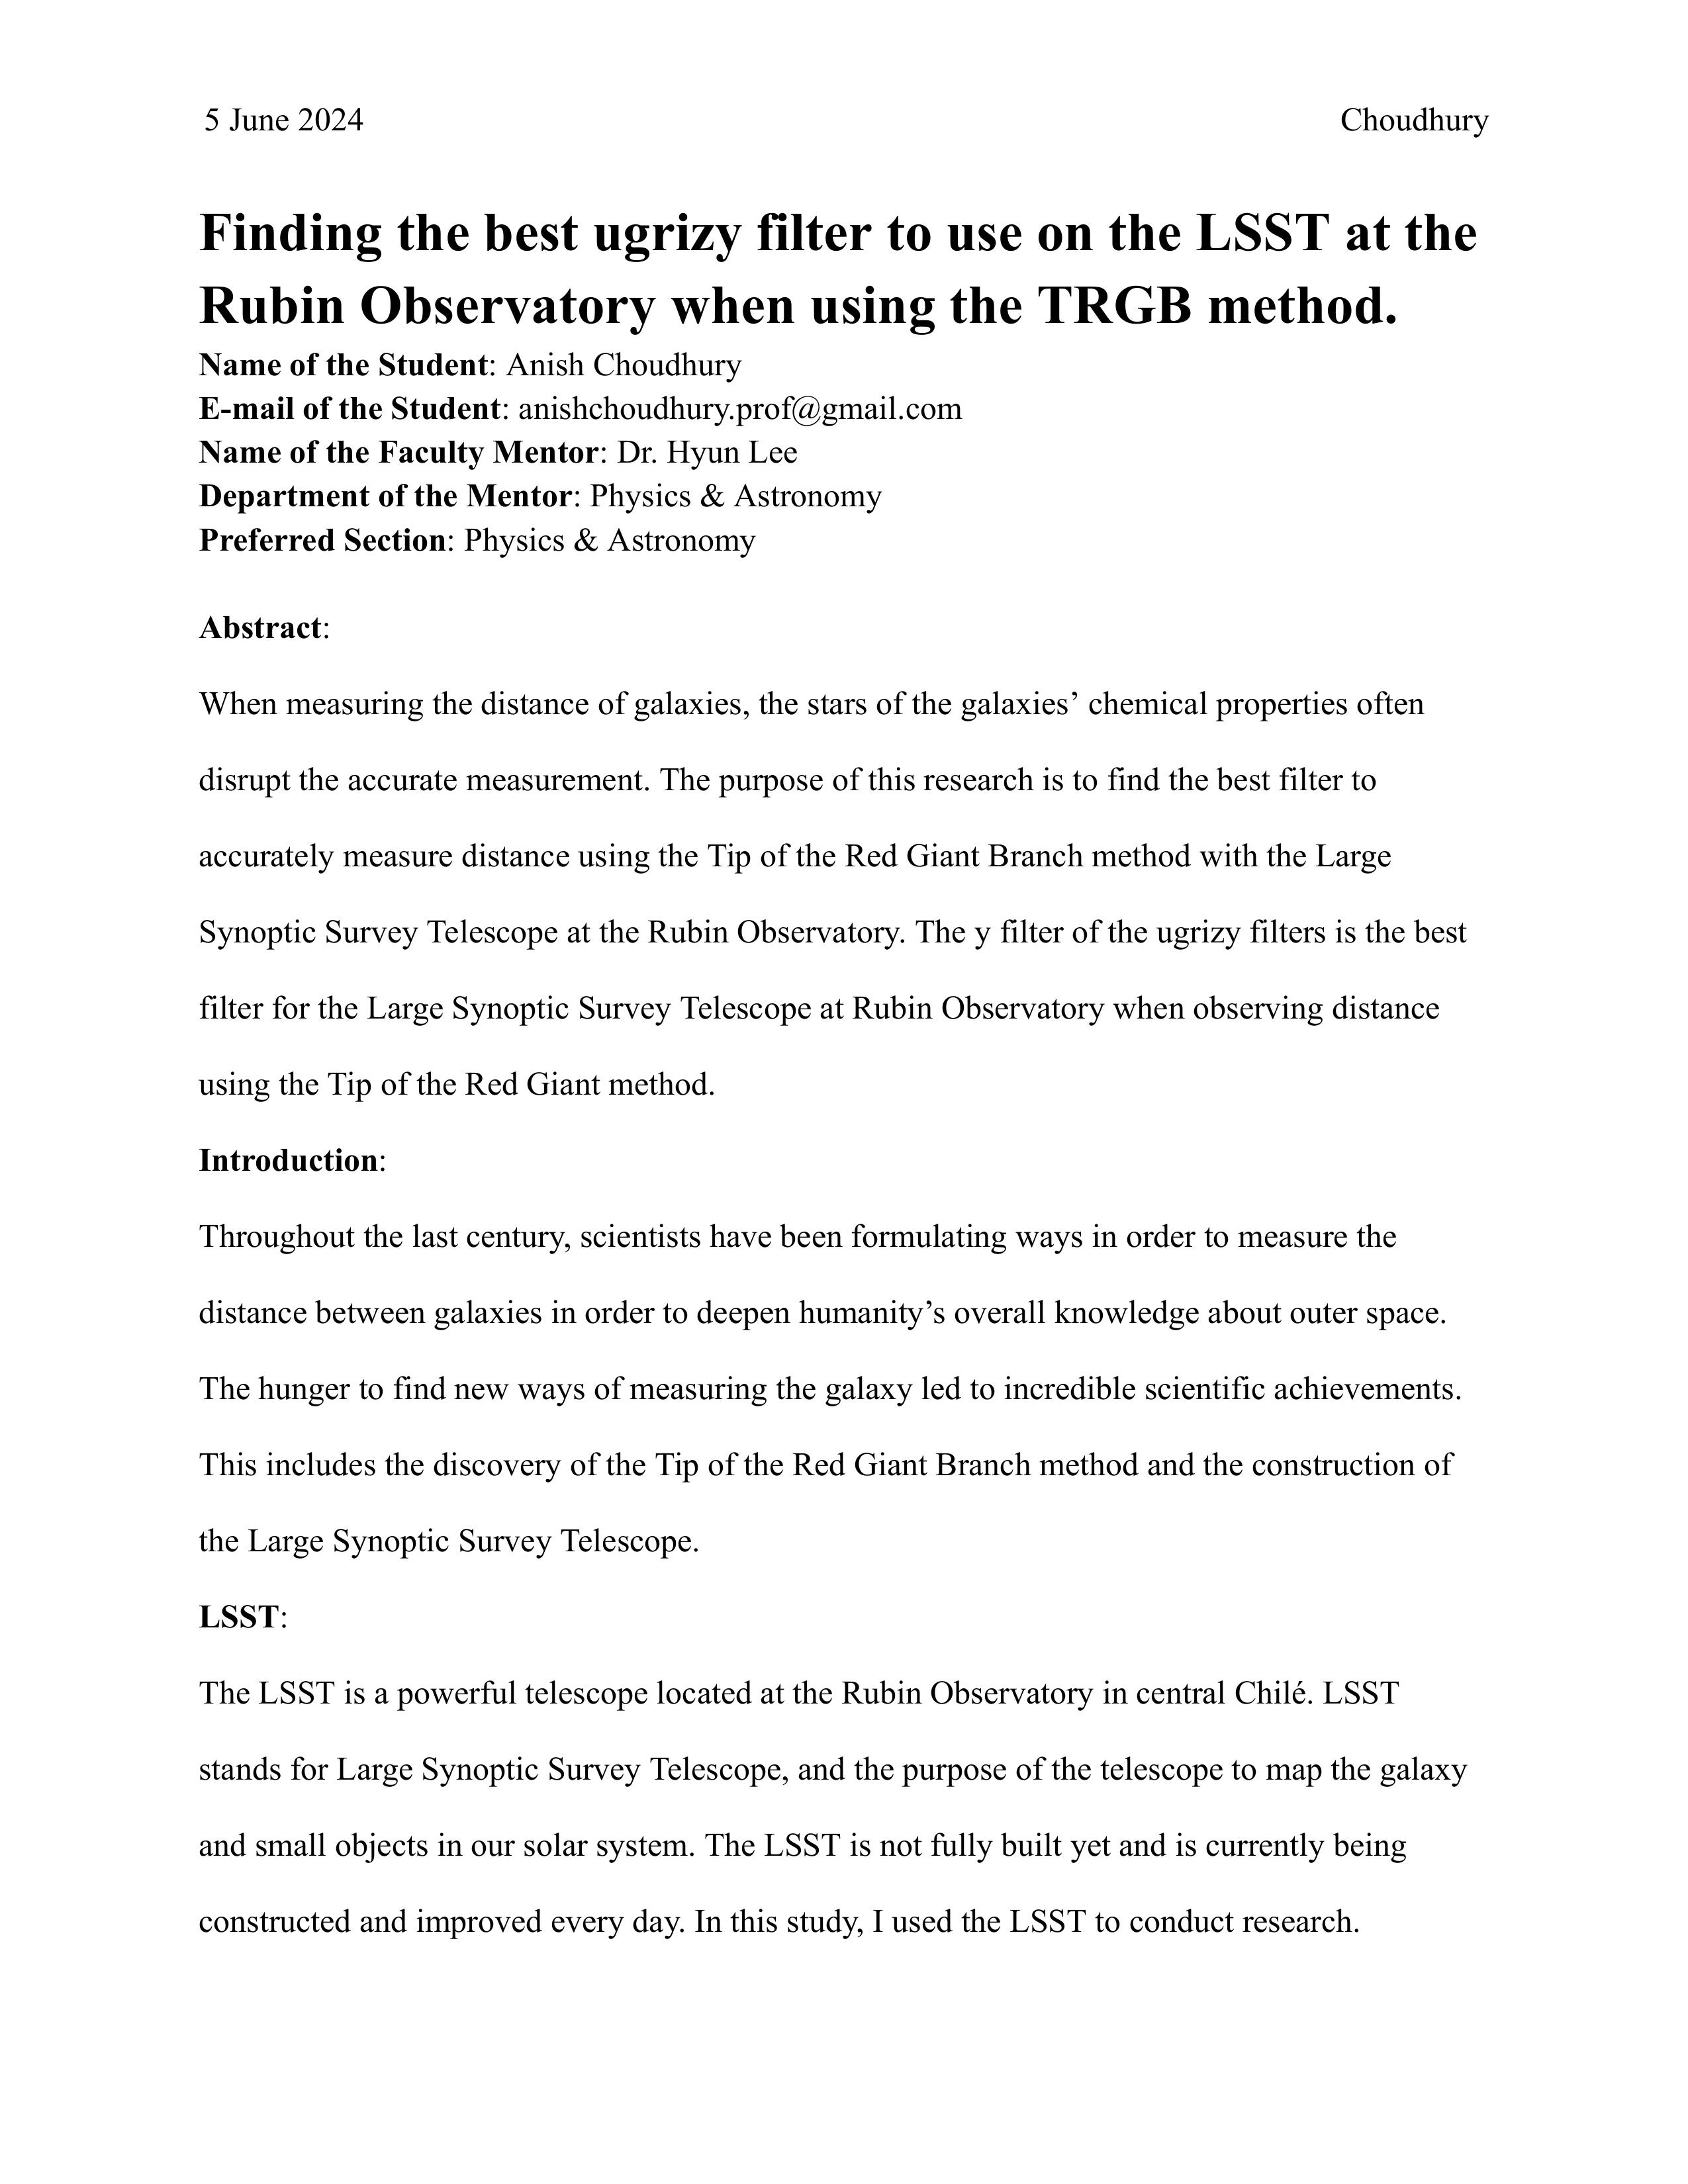 5 June 2024 Choudhury
Finding the best ugrizy filter to use on the LSST at the
Rubin Observatory when using the TRGB method.
Name of the Student: Anish Choudhury
E-mail of the Student: anishchoudhury.prof@gmail.com
Name of the Faculty Mentor: Dr. Hyun Lee
Department of the Mentor: Physics & Astronomy
Preferred Section: Physics & Astronomy
Abstract:
When measuring the distance of galaxies, the stars of the galaxies’ chemical properties often
disrupt the accurate measurement. The purpose of this research is to find the best filter to
accurately measure distance using the Tip of the Red Giant Branch method with the Large
Synoptic Survey Telescope at the Rubin Observatory. The y filter of the ugrizy filters is the best
filter for the Large Synoptic Survey Telescope at Rubin Observatory when observing distance
using the Tip of the Red Giant method.
Introduction:
Throughout the last century, scientists have been formulating ways in order to measure the
distance between galaxies in order to deepen humanity’s overall knowledge about outer space.
The hunger to find new ways of measuring the galaxy led to incredible scientific achievements.
This includes the discovery of the Tip of the Red Giant Branch method and the construction of
the Large Synoptic Survey Telescope.
LSST:
The LSST is a powerful telescope located at the Rubin Observatory in central Chilé. LSST
stands for Large Synoptic Survey Telescope, and the purpose of the telescope to map the galaxy
and small objects in our solar system. The LSST is not fully built yet and is currently being
constructed and improved every day. In this study, I used the LSST to conduct research.